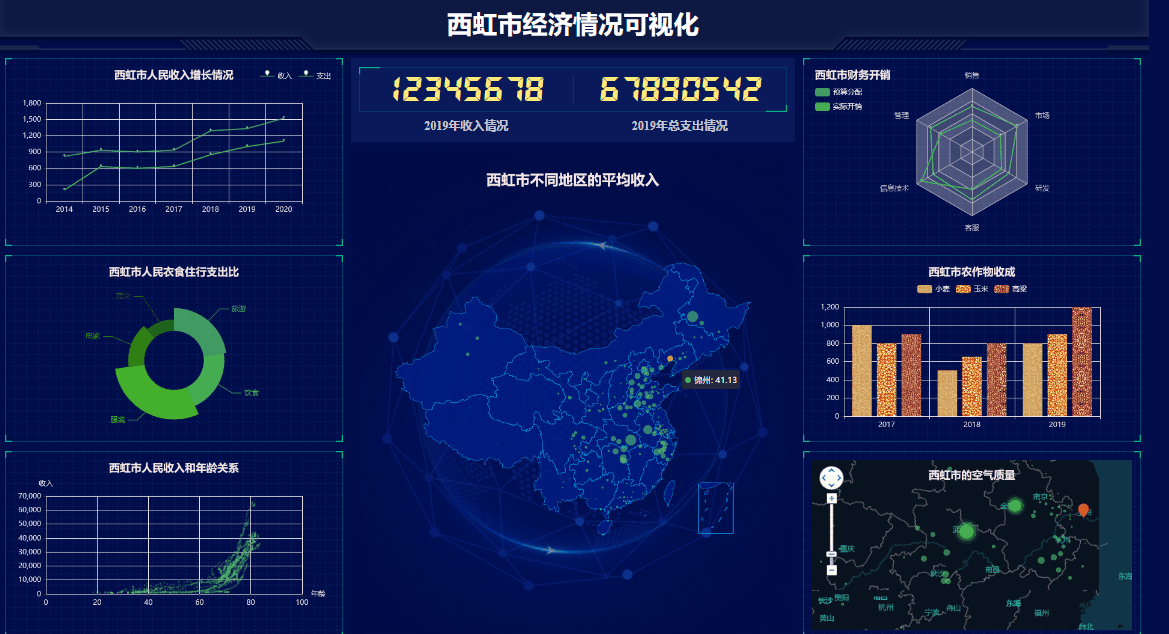 西虹市经济情况可视化
西虹市人民收入增长情况
收入 支出
1,800
1,500
1,200
900
600
300
0
2014 2015 2016 2017 2018 2019 2020
12345678 67890542
2019年收入情况 2019年总支出情况
西虹市财务开销
预算分配
实际开销
销售
市场
研发
客服
信息技术
管理
西虹市不同地区的平均收入
锦州: 41.13
西虹市人民衣食住行支出比
旅游
饮食
服装
西虹市农作物收成
小麦 玉米 高粱
1,200
1,000
800
600
400
200
0
2017 2018 2019
西虹市人民收入和年龄关系
收入
70,000
60,000
50,000
40,000
30,000
20,000
10,000
0
0 20 40 60 80 100
年龄
西虹市的空气质量
南京
重庆
长沙
南昌
杭州
东海
贵阳
黄山
宁波
舟山
福州
台北